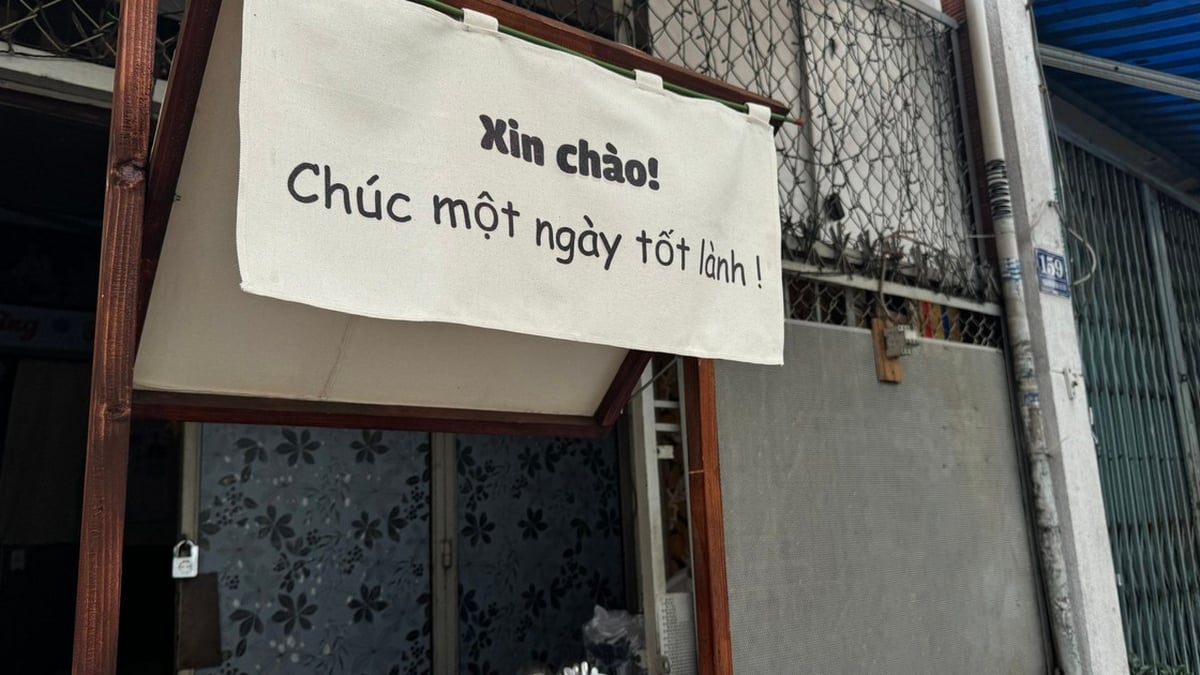 Xin chào!
Chúc một ngày tốt lành !
159